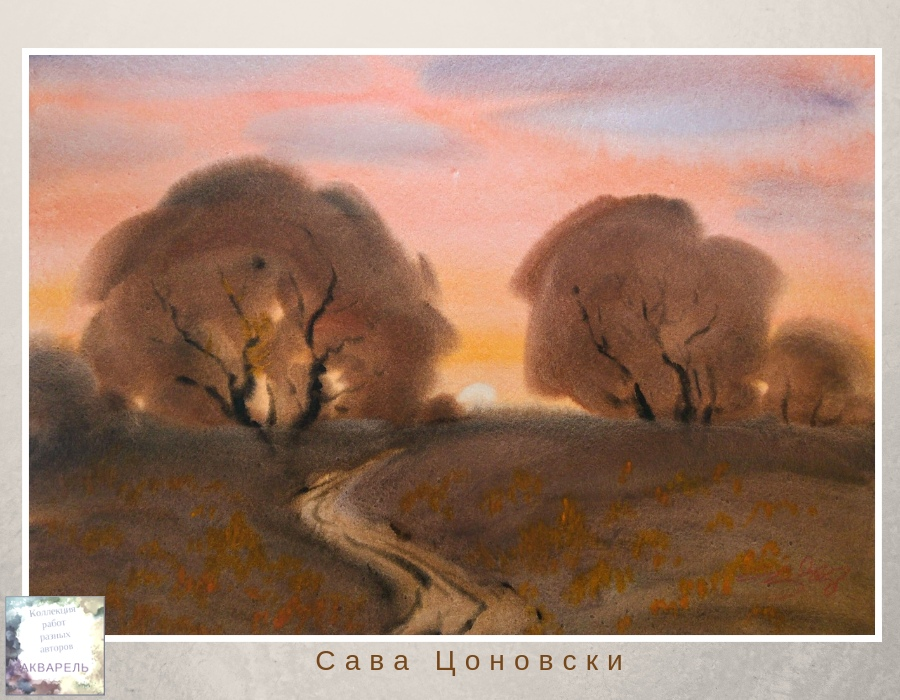 Коллекция
работ
разных
авторов
АКВАРЕЛЬ
Сава Цоновски